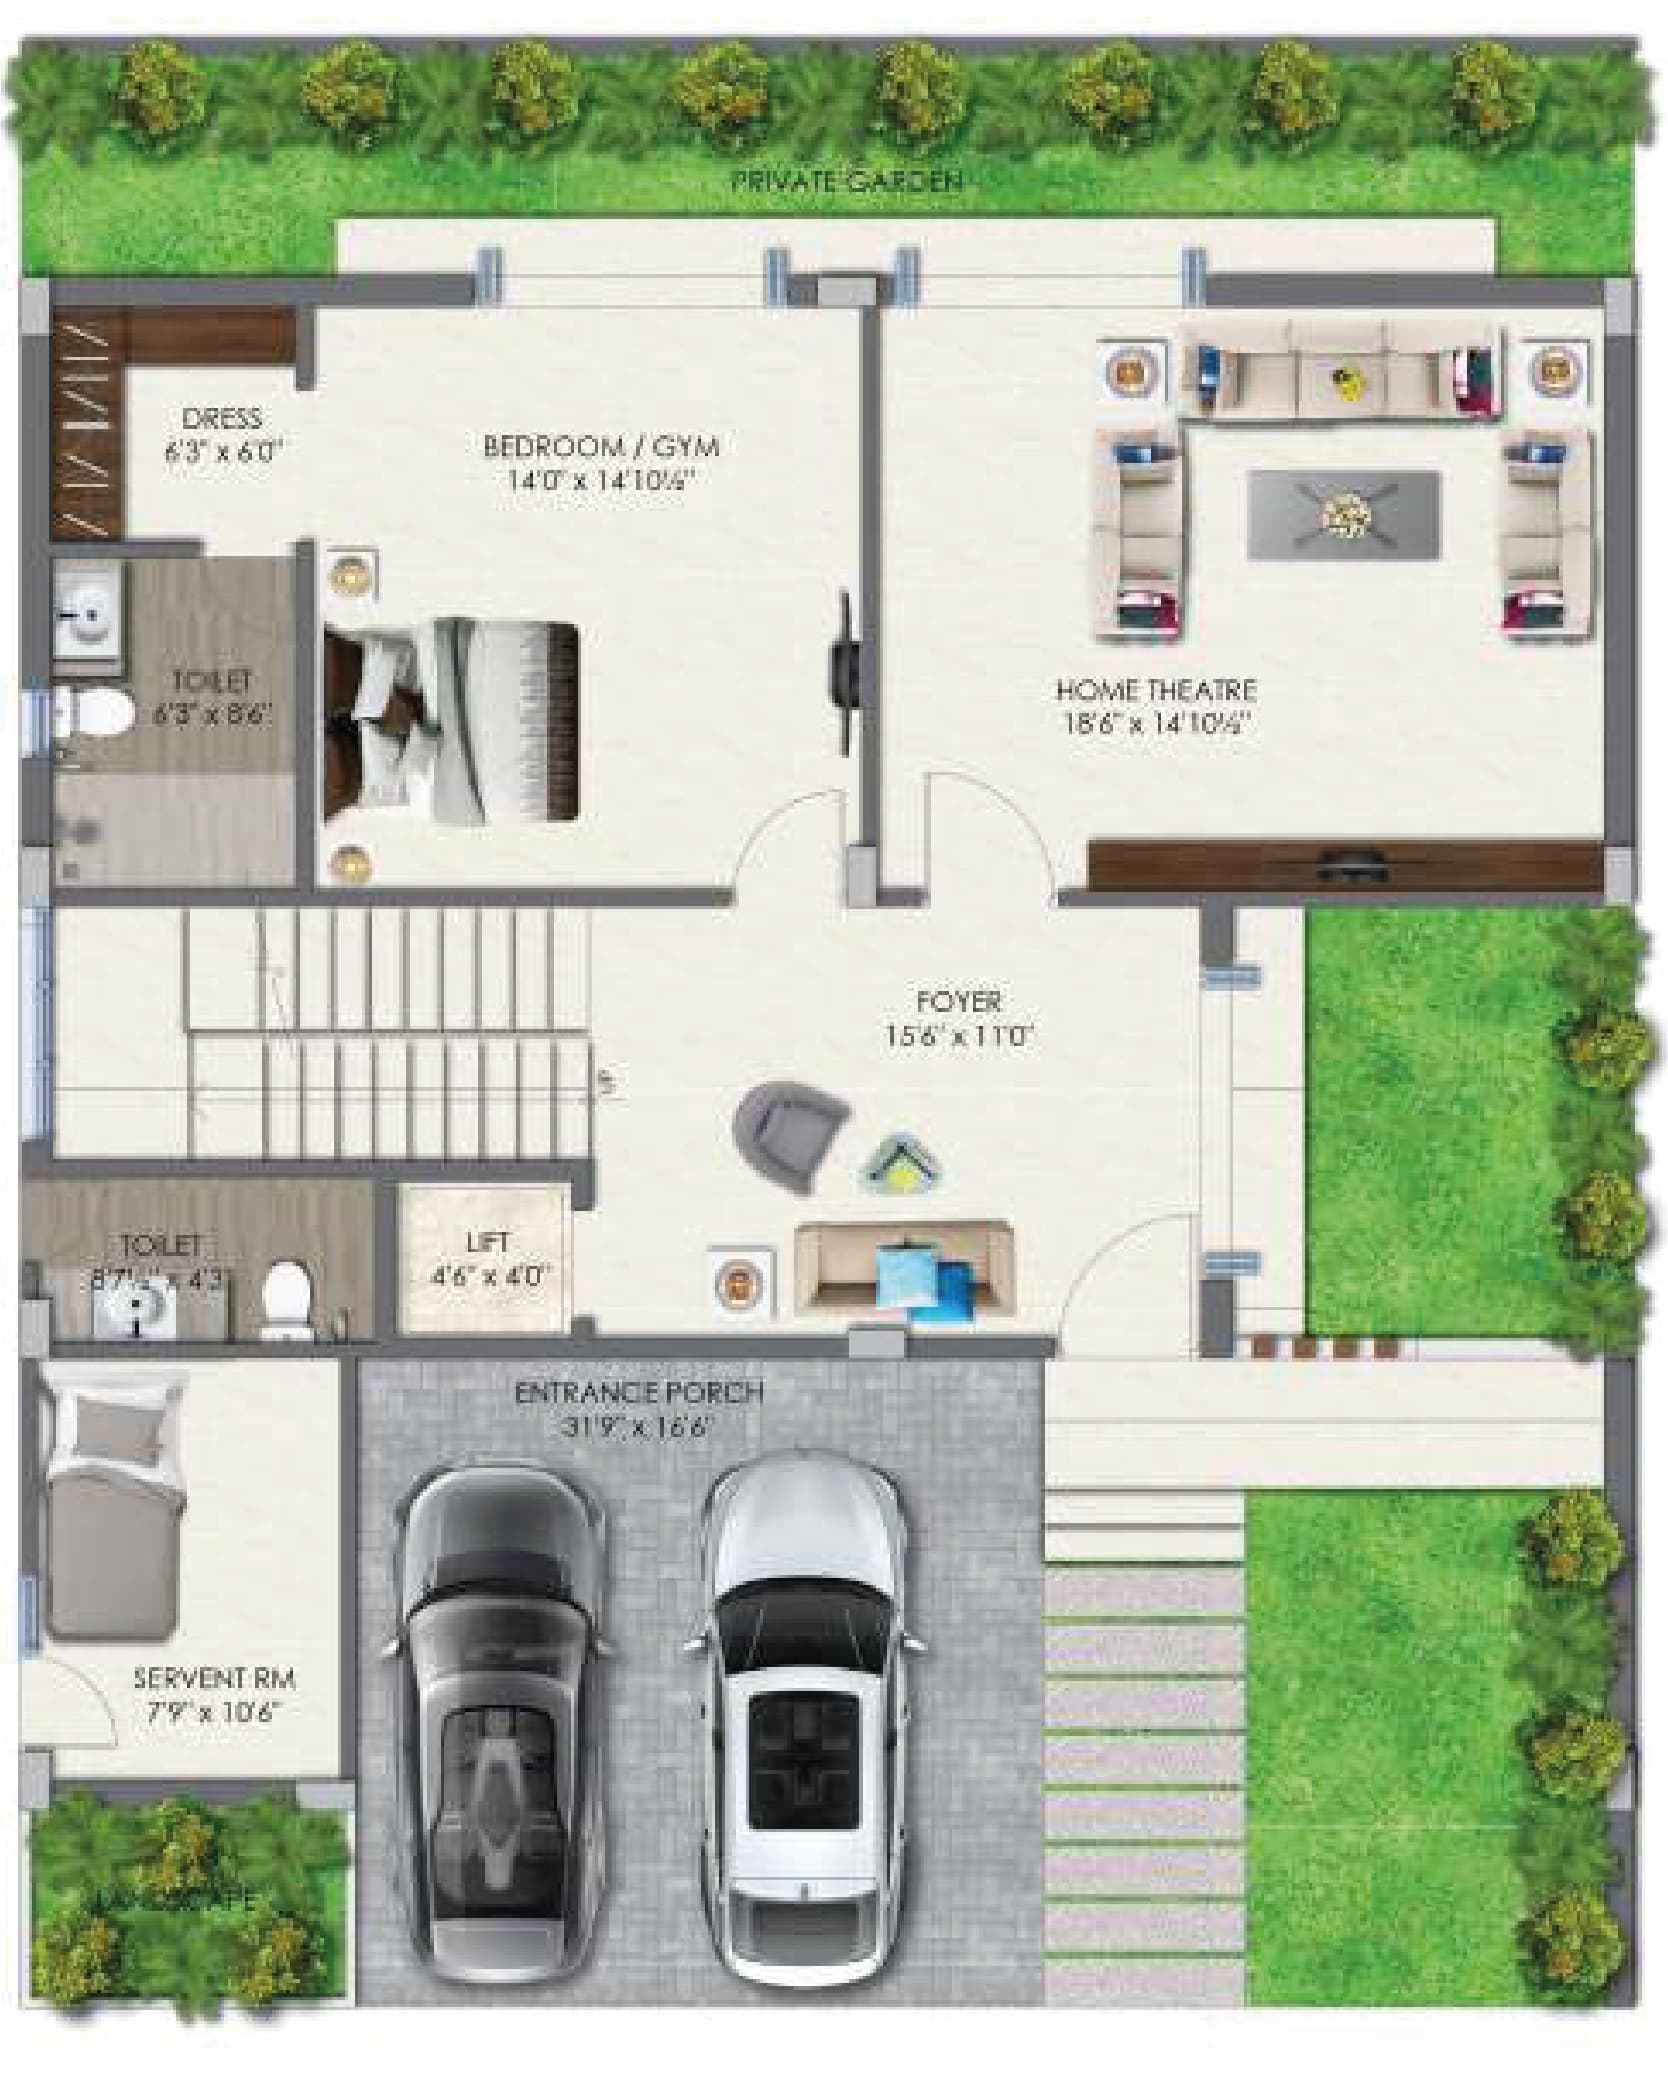 PRIVATE GARDEN
DRESS
6'3" x 6'0"
BEDROOM / GYM
14'0" x 14'10½"
TOILET
6'3" x 8'6"
HOME THEATRE
18'6" x 14'10½"
FOYER
15'6" x 11'0"
UP
TOILET
8'7½" x 4'3
LIFT
4'6" x 4'0"
ENTRANCE PORCH
31'9" x 16'6"
SERVENT RM
7'9" x 10'6"
LANDSCAPE